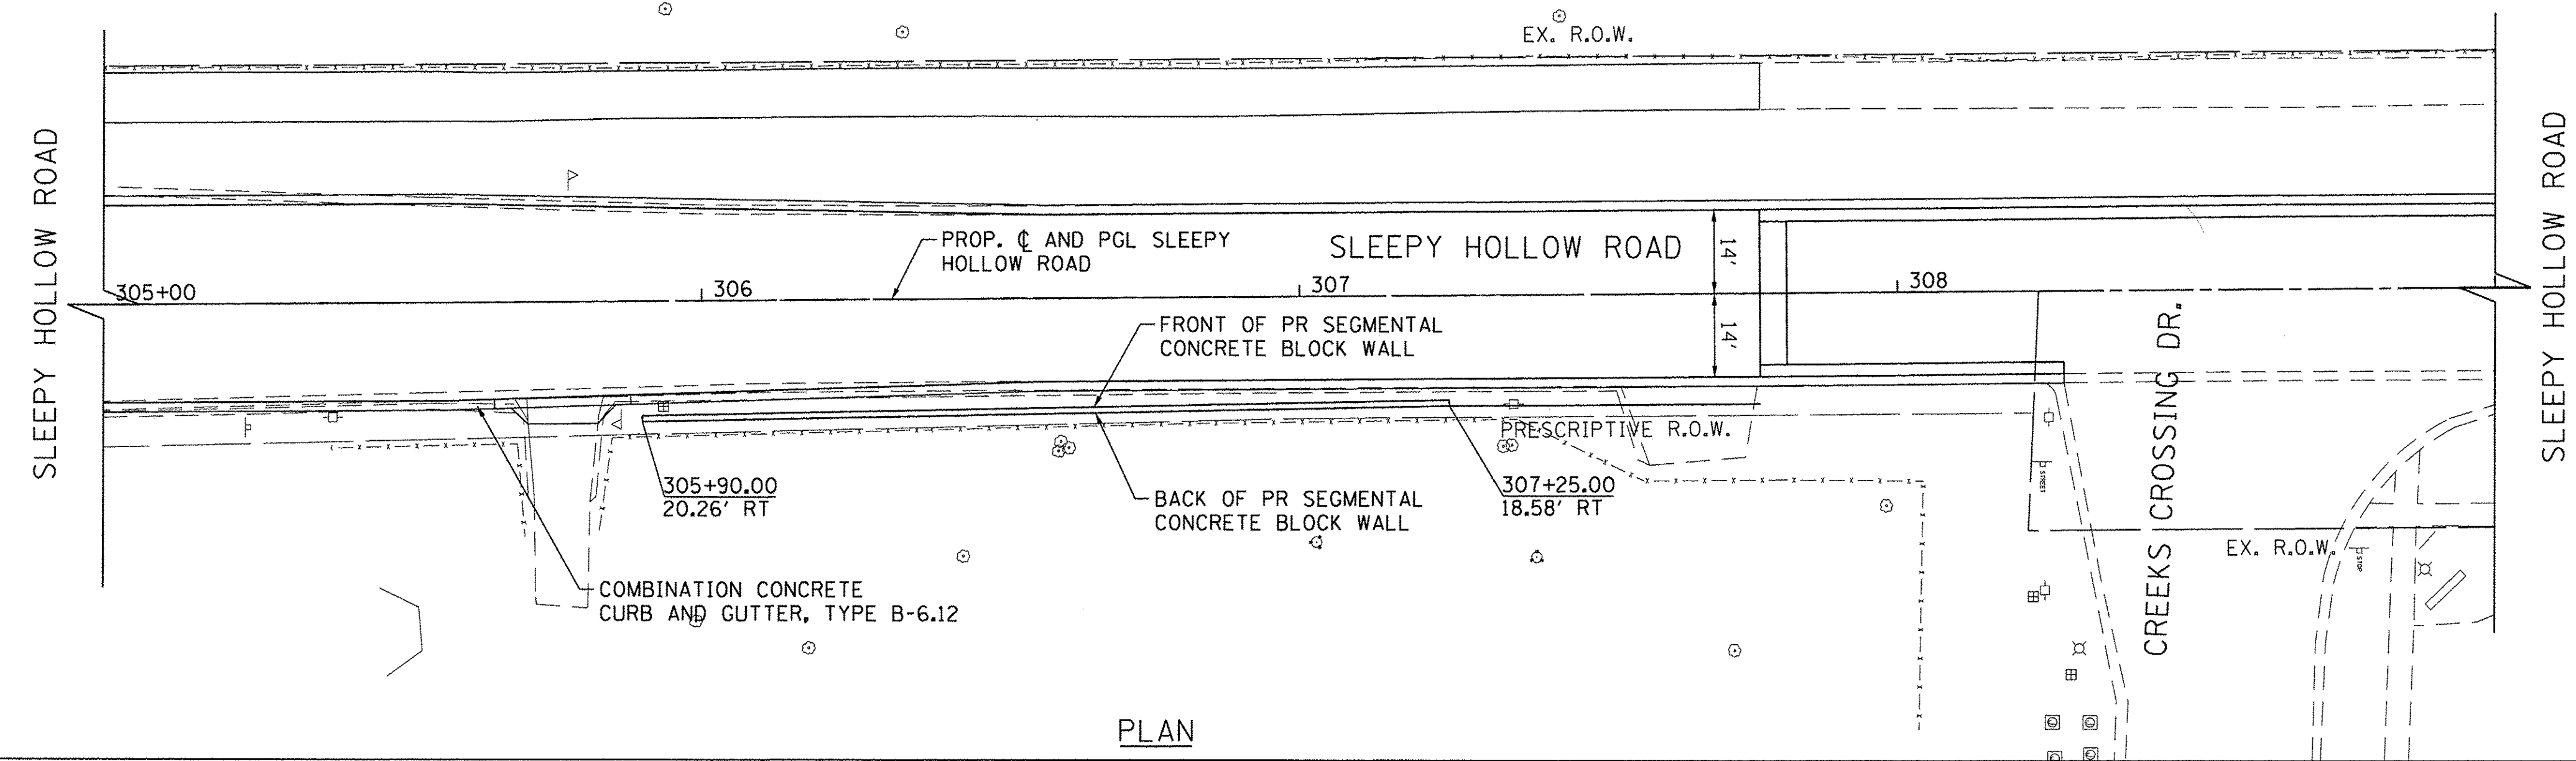 EX. R.O.W.
SLEEPY HOLLOW ROAD
SLEEPY HOLLOW ROAD
PROP. ℄ AND PGL SLEEPY
HOLLOW ROAD
SLEEPY HOLLOW ROAD
14'
305+00
306
307
308
14'
FRONT OF PR SEGMENTAL
CONCRETE BLOCK WALL
CREEKS CROSSING DR.
PRESCRIPTIVE R.O.W.
305+90.00
20.26' RT
307+25.00
18.58' RT
STREET
BACK OF PR SEGMENTAL
CONCRETE BLOCK WALL
EX. R.O.W.
STOP
COMBINATION CONCRETE
CURB AND GUTTER, TYPE B-6.12
PLAN